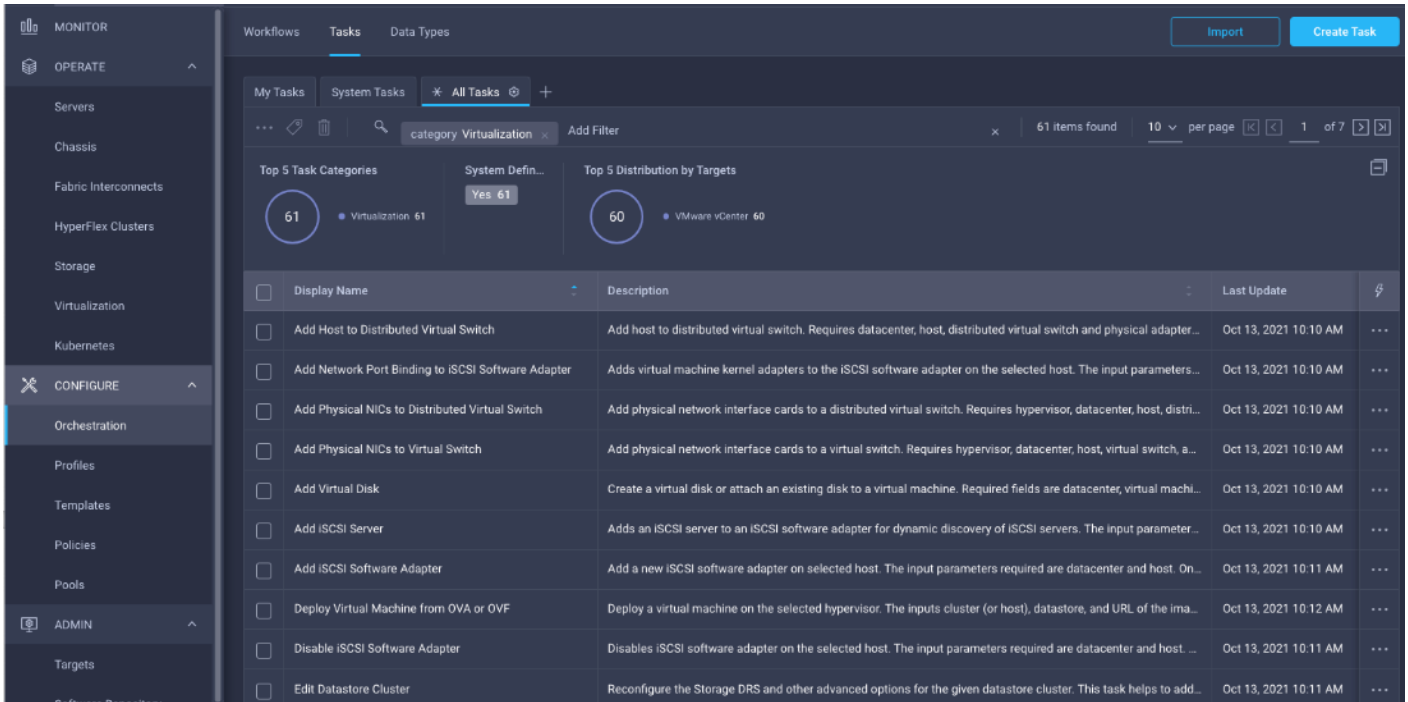 MONITOR
OPERATE
Servers
Chassis
Fabric Interconnects
HyperFlex Clusters
Storage
Virtualization
Kubernetes
CONFIGURE
Orchestration
Profiles
Templates
Policies
Pools
ADMIN
Targets
Software Repository
Workflows Tasks Data Types Import Create Task
My Tasks System Tasks All Tasks
category Virtualization × Add Filter × 61 items found 10 per page 1 of 7
Top 5 Task Categories System Defin... Top 5 Distribution by Targets
Yes 61
61 Virtualization 61 60 VMware vCenter 60
Display Name Description Last Update
Add Host to Distributed Virtual Switch Add host to distributed virtual switch. Requires datacenter, host, distributed virtual switch and physical adapter... Oct 13, 2021 10:10 AM
Add Network Port Binding to iSCSI Software Adapter Adds virtual machine kernel adapters to the iSCSI software adapter on the selected host. The input parameters... Oct 13, 2021 10:10 AM
Add Physical NICs to Distributed Virtual Switch Add physical network interface cards to a distributed virtual switch. Requires hypervisor, datacenter, host, distri... Oct 13, 2021 10:10 AM
Add Physical NICs to Virtual Switch Add physical network interface cards to a virtual switch. Requires hypervisor, datacenter, host, virtual switch, a... Oct 13, 2021 10:10 AM
Add Virtual Disk Create a virtual disk or attach an existing disk to a virtual machine. Required fields are datacenter, virtual machi... Oct 13, 2021 10:10 AM
Add iSCSI Server Adds an iSCSI server to an iSCSI software adapter for dynamic discovery of iSCSI servers. The input parameter... Oct 13, 2021 10:10 AM
Add iSCSI Software Adapter Add a new iSCSI software adapter on selected host. The input parameters required are datacenter and host. On... Oct 13, 2021 10:11 AM
Deploy Virtual Machine from OVA or OVF Deploy a virtual machine on the selected hypervisor. The inputs cluster (or host), datastore, and URL of the ima... Oct 13, 2021 10:12 AM
Disable iSCSI Software Adapter Disables iSCSI software adapter on the selected host. The input parameters required are datacenter and host. ... Oct 13, 2021 10:11 AM
Edit Datastore Cluster Reconfigure the Storage DRS and other advanced options for the given datastore cluster. This task helps to add... Oct 13, 2021 10:11 AM